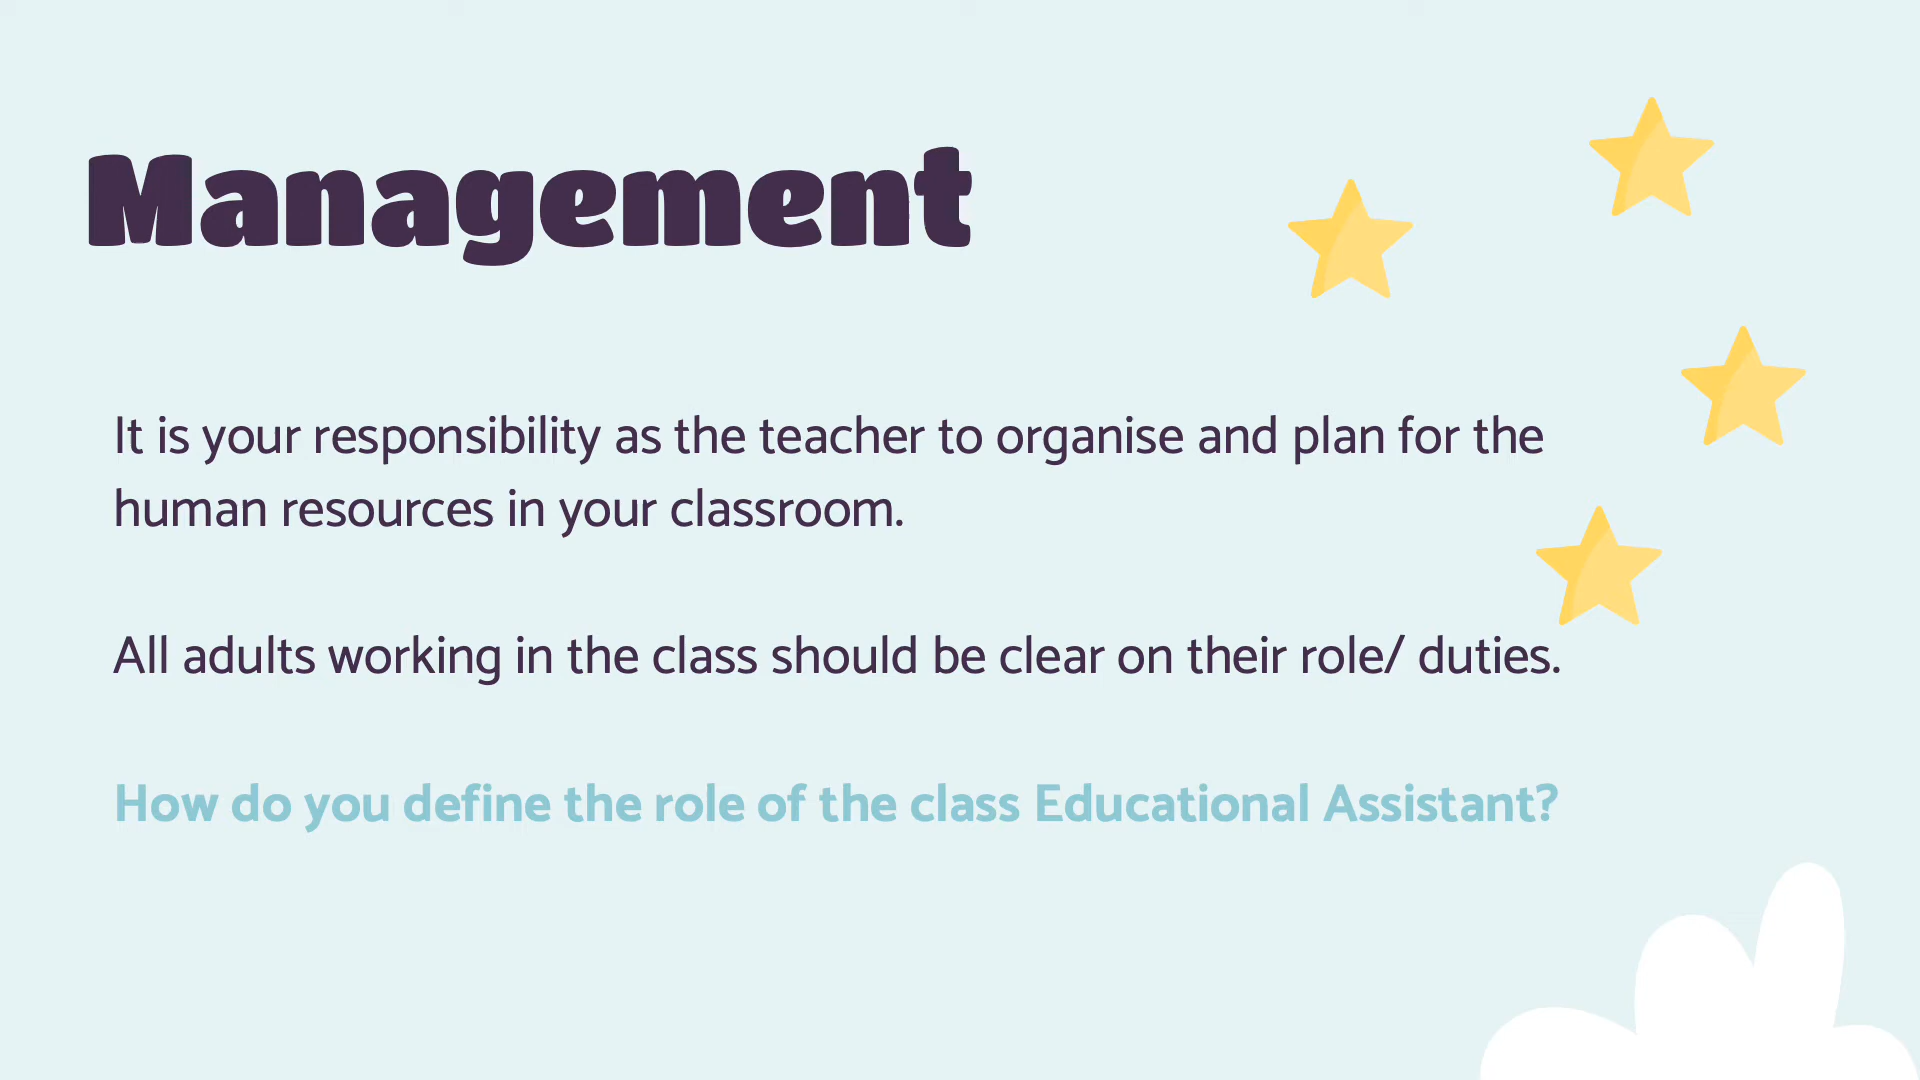 Management
It is your responsibility as the teacher to organise and plan for the
human resources in your classroom.
All adults working in the class should be clear on their role/ duties.
How do you define the role of the class Educational Assistant?